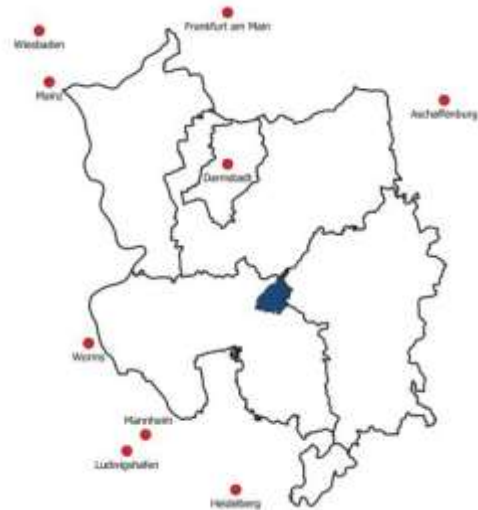 Frankfurt am Main
Wiesbaden
Mainz
Aschaffenburg
Darmstadt
Worms
Mannheim
Ludwigshafen
Heidelberg